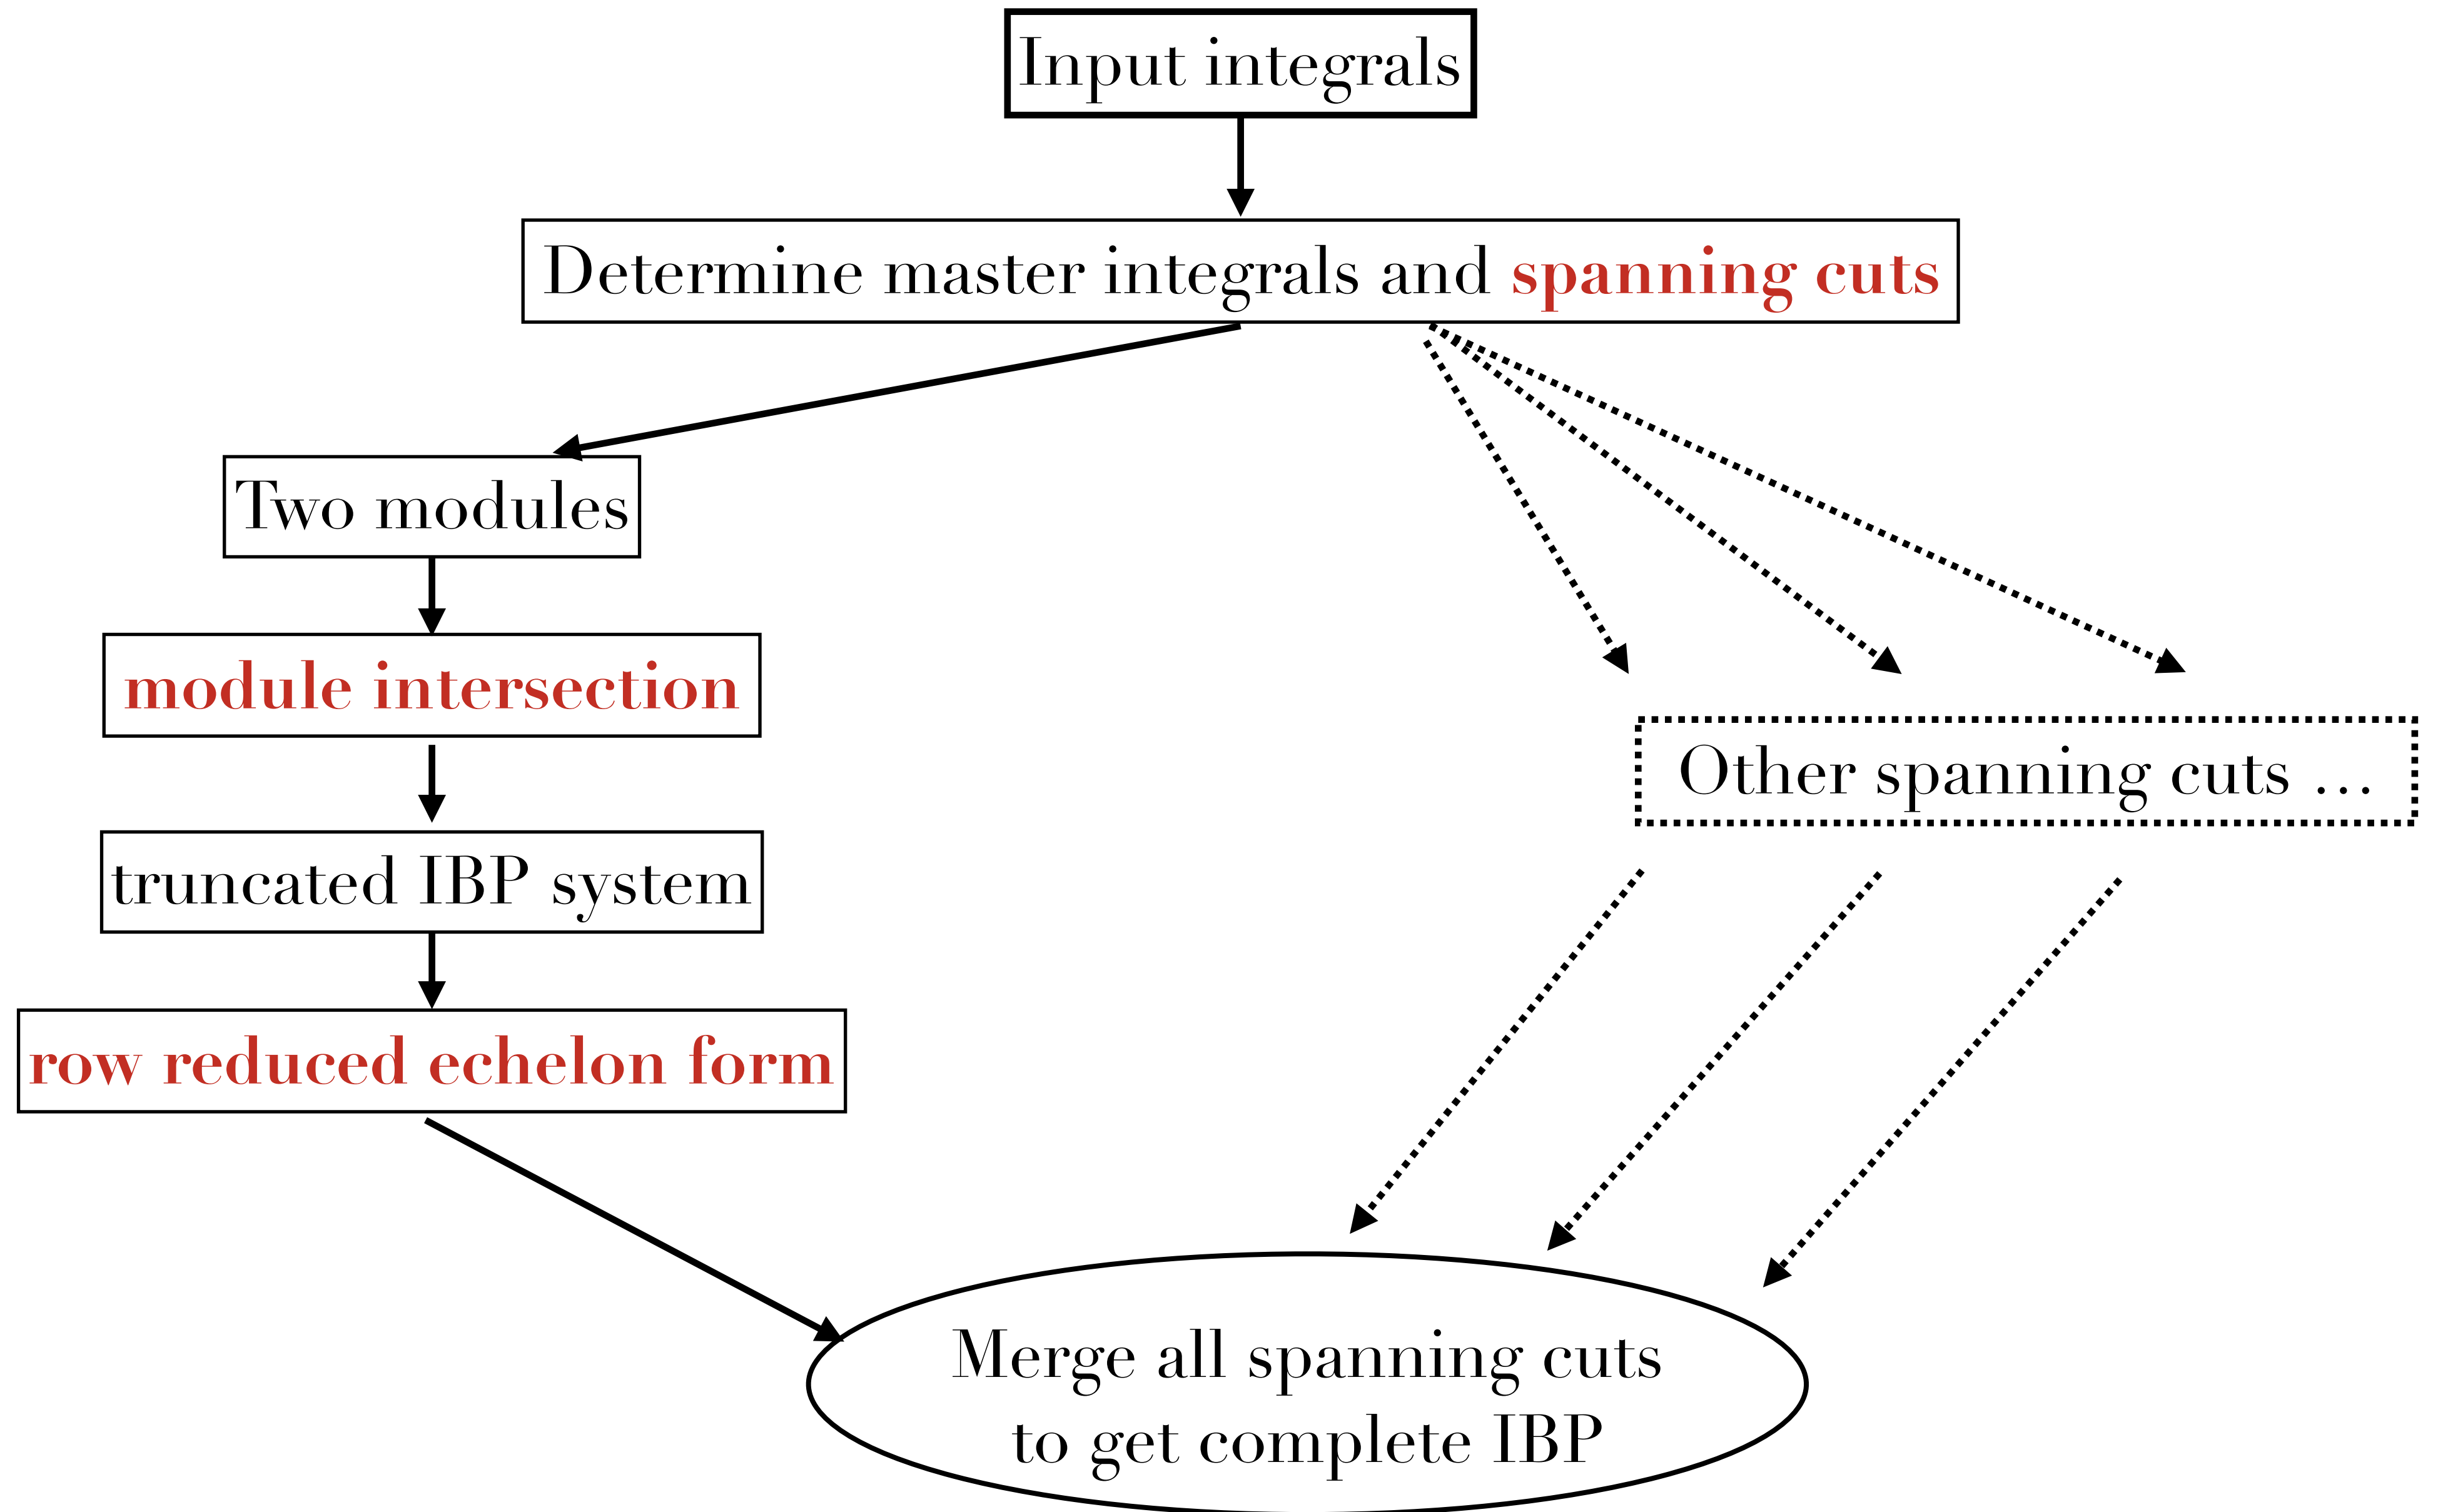 Input integrals
Determine master integrals and spanning cuts
Two modules
module intersection
Other spanning cuts …
truncated IBP system
row reduced echelon form
Merge all spanning cuts
to get complete IBP